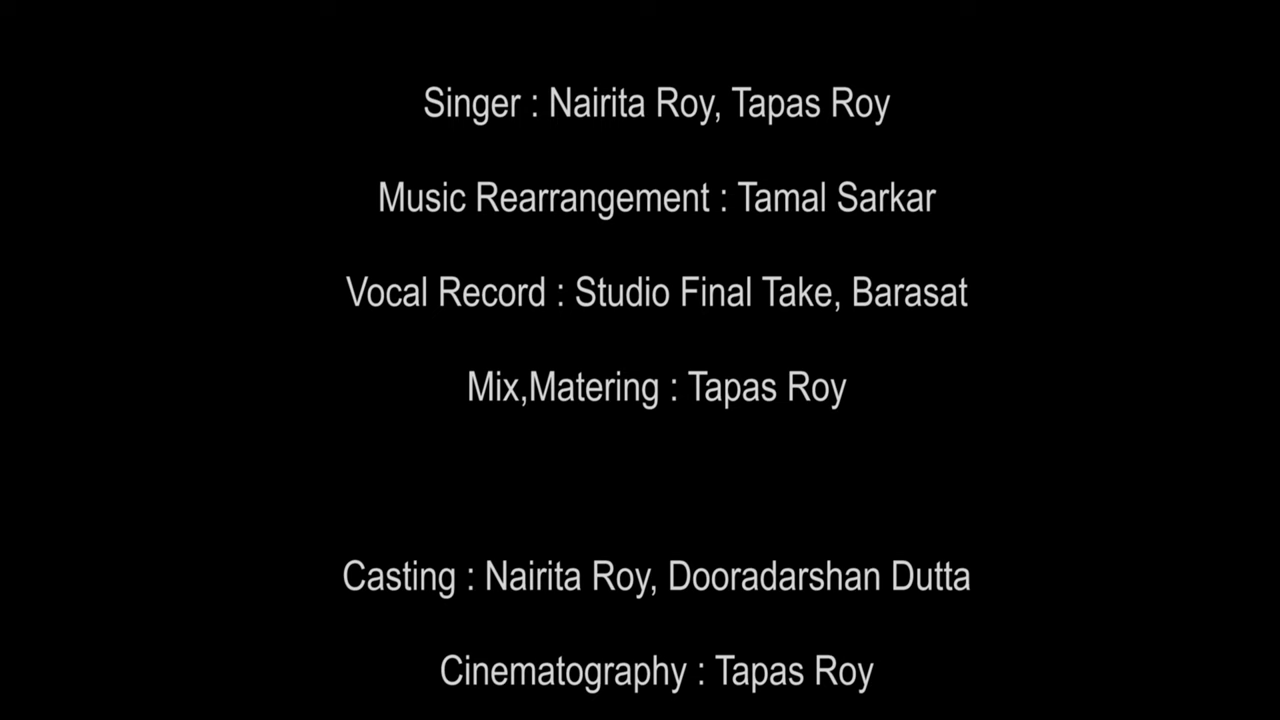 Singer : Nairita Roy, Tapas Roy
Music Rearrangement : Tamal Sarkar
Vocal Record : Studio Final Take, Barasat
Mix,Matering : Tapas Roy
Casting : Nairita Roy, Dooradarshan Dutta
Cinematography : Tapas Roy